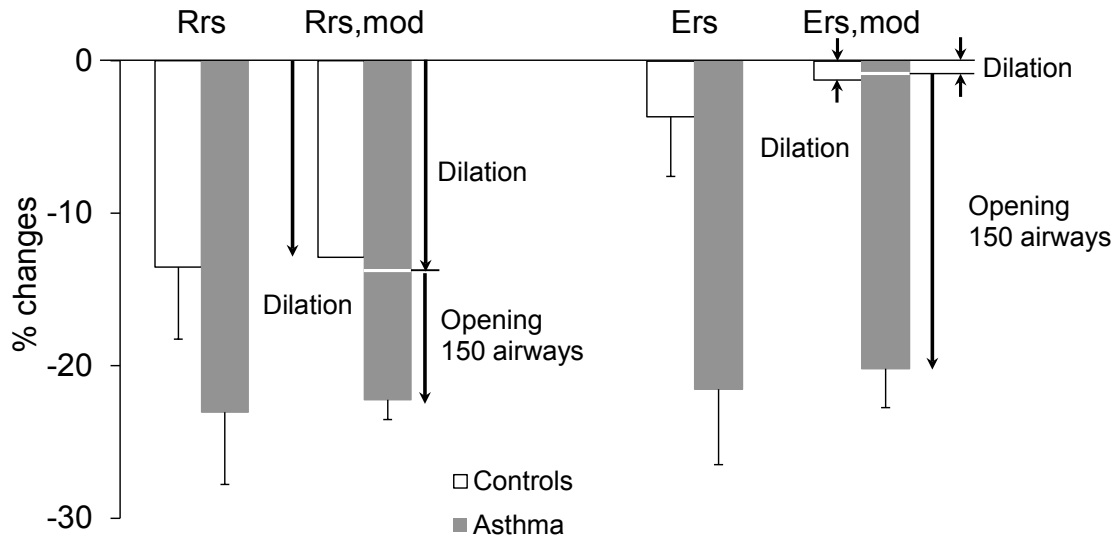 Rrs
Rrs,mod
Ers
Ers,mod
0
-10
-20
-30
% changes
Dilation
Dilation
Opening
150 airways
Dilation
Dilation
Opening
150 airways
Controls
Asthma